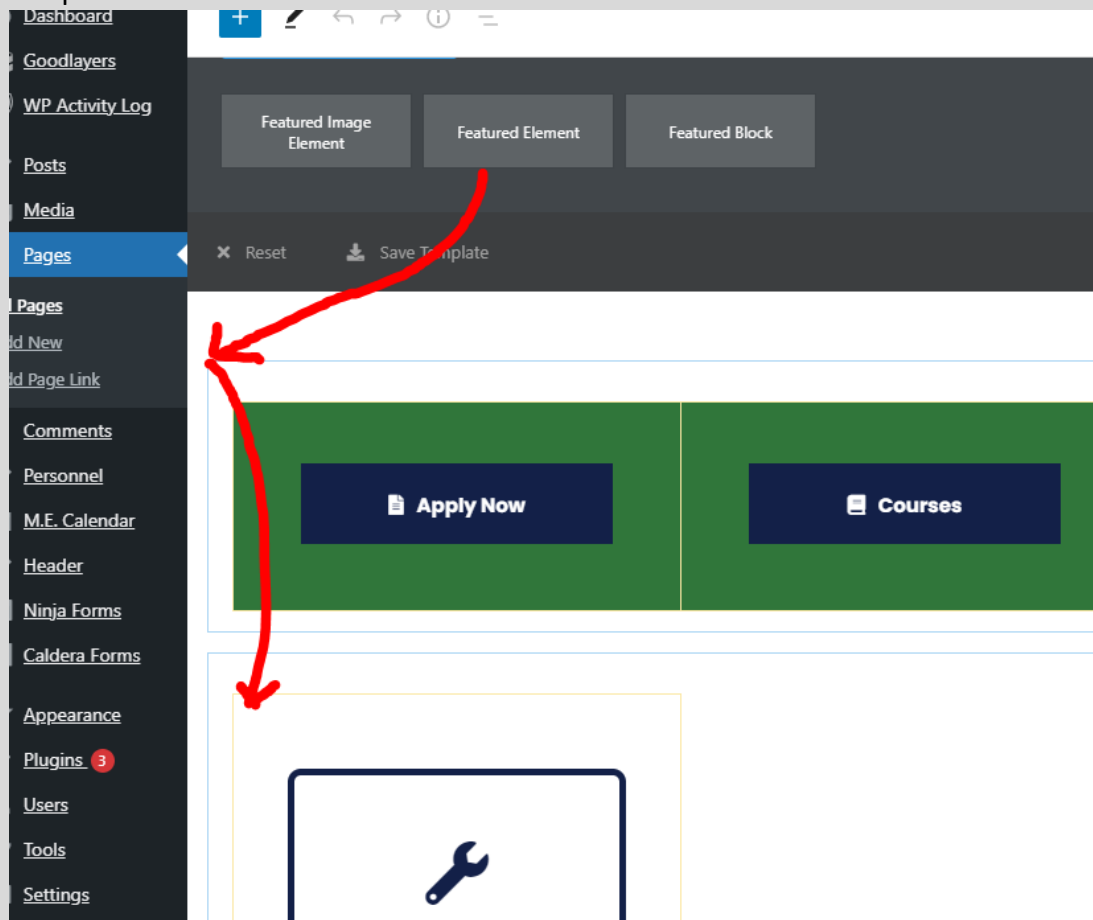 Dashboard
Goodlayers
WP Activity Log
Posts
Media
Pages
Pages
dd New
dd Page Link
Comments
Personnel
M.E. Calendar
Header
Ninja Forms
Caldera Forms
Appearance
Plugins 3
Users
Tools
Settings
Featured Image
Element
Featured Element
Featured Block
Reset
Save Template
Apply Now
Courses